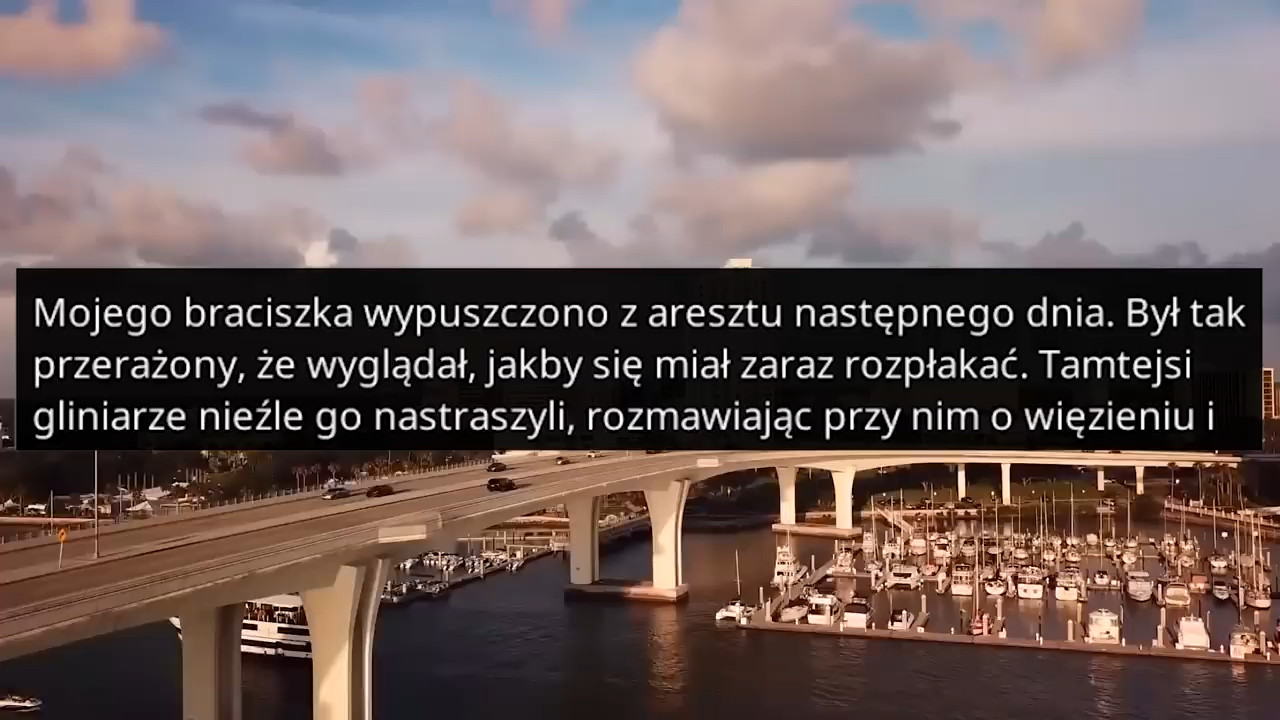 Mojego braciszka wypuszczono z aresztu następnego dnia. Był tak
przerażony, że wyglądał, jakby się miał zaraz rozpłakać. Tamtejsi
gliniarze nieźle go nastraszyli, rozmawiając przy nim o więzieniu i